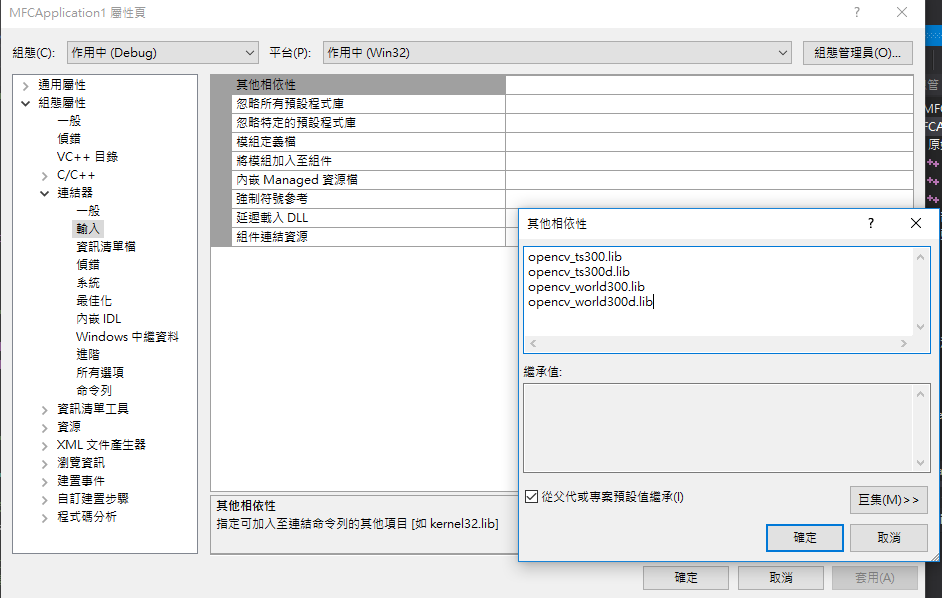 MFCApplication1 屬性頁
組態(C):
作用中 (Debug)
平台(P):
作用中 (Win32)
組態管理員(O)...
通用屬性
組態屬性
一般
偵錯
VC++ 目錄
C/C++
連結器
一般
輸入
資訊清單檔
偵錯
系統
最佳化
內嵌 IDL
Windows 中繼資料
進階
所有選項
命令列
資訊清單工具
資源
XML 文件產生器
瀏覽資訊
建置事件
自訂建置步驟
程式碼分析
其他相依性
忽略所有預設程式庫
忽略特定的預設程式庫
模組定義檔
將模組加入至組件
內嵌 Managed 資源檔
強制符號參考
延遲載入 DLL
組件連結資源
其他相依性
指定可加入至連結命令列的其他項目 [如 kernel32.lib]
其他相依性
opencv_ts300.lib
opencv_ts300d.lib
opencv_world300.lib
opencv_world300d.lib
繼承值:
從父代或專案預設值繼承(I)
巨集(M)>>
確定
取消
確定
取消
套用(A)